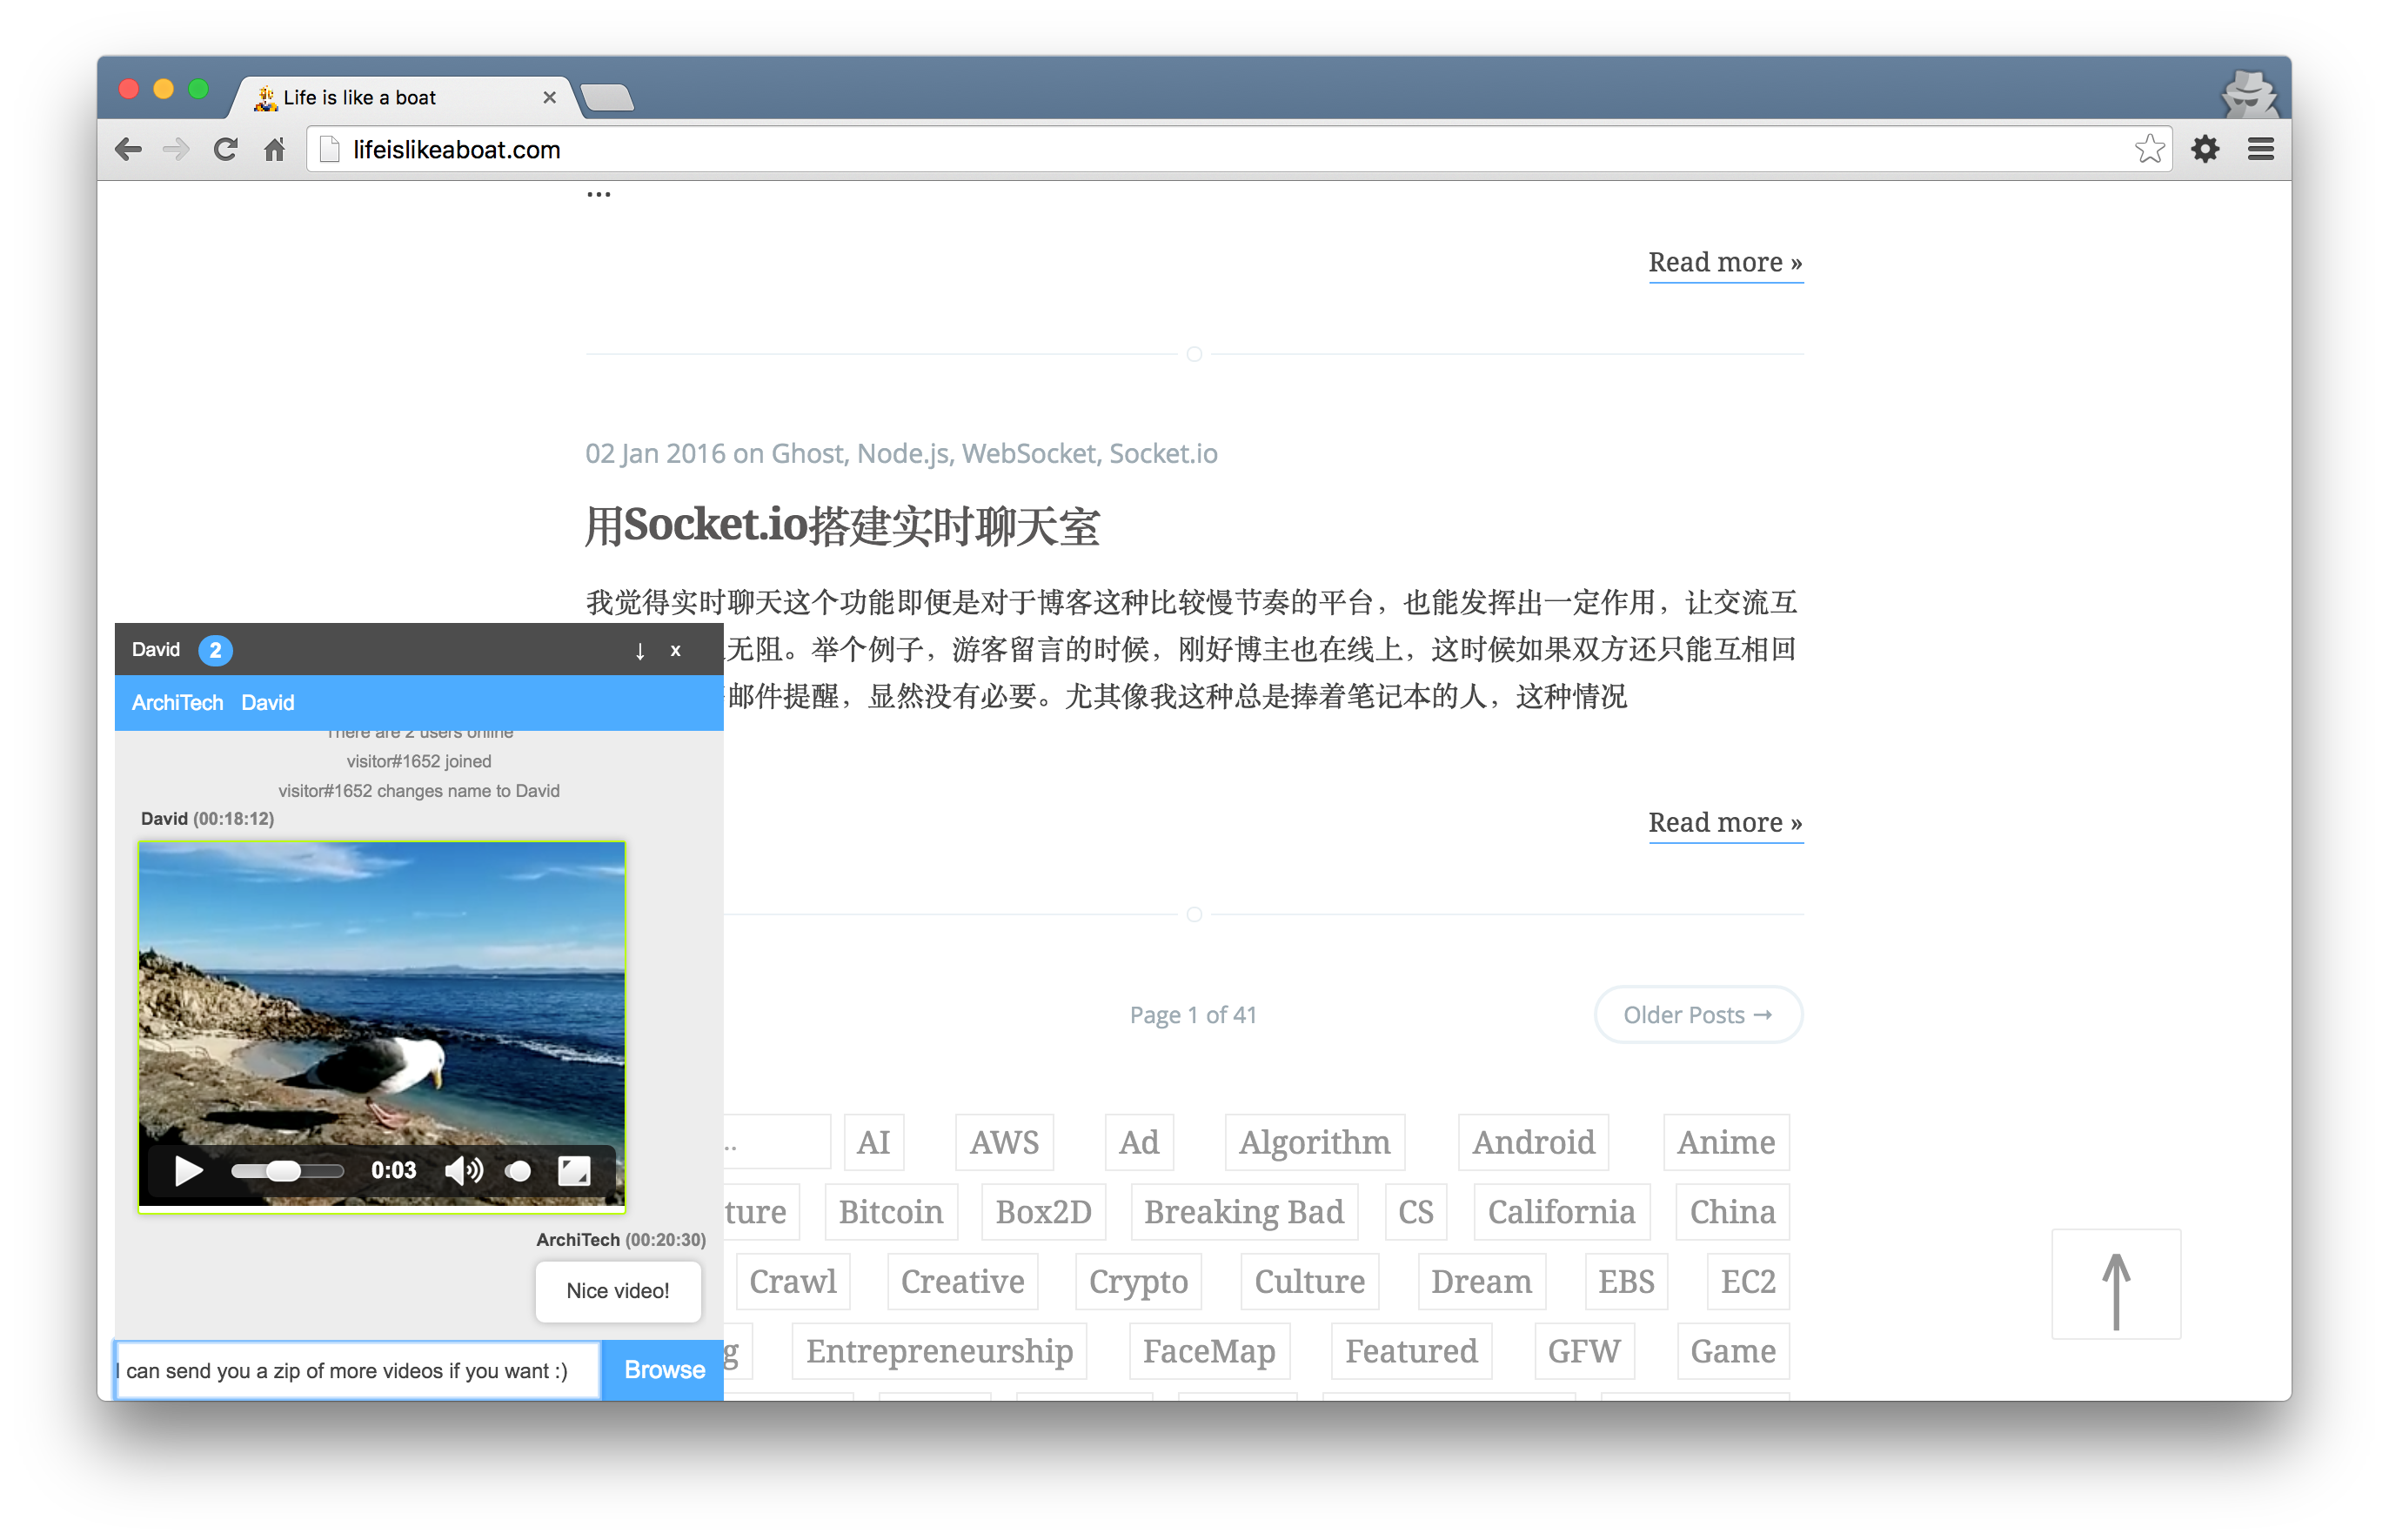 Life is like a boat
lifeislikeaboat.com
...
Read more »
02 Jan 2016 on Ghost, Node.js, WebSocket, Socket.io
用Socket.io搭建实时聊天室
我觉得实时聊天这个功能即便是对于博客这种比较慢节奏的平台，也能发挥出一定作用，让交流互
无阻。举个例子，游客留言的时候，刚好博主也在线上，这时候如果双方还只能互相回
邮件提醒，显然没有必要。尤其像我这种总是捧着笔记本的人，这种情况
Read more »
Page 1 of 41
Older Posts →
.. AI AWS Ad Algorithm Android Anime
ture Bitcoin Box2D Breaking Bad CS California China
Crawl Creative Crypto Culture Dream EBS EC2
g Entrepreneurship FaceMap Featured GFW Game
David 2 ↓ x
ArchiTech David
There are 2 users online
visitor#1652 joined
visitor#1652 changes name to David
David (00:18:12)
0:03
ArchiTech (00:20:30)
Nice video!
I can send you a zip of more videos if you want :)
Browse